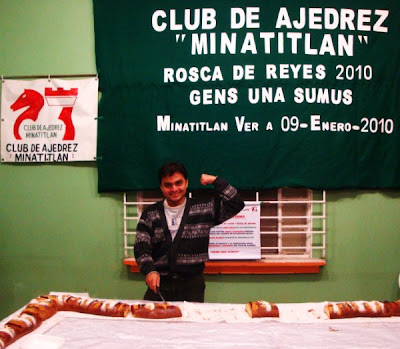 CLUB DE AJEDREZ
"MINATITLAN"
ROSCA DE REYES 2010
GENS UNA SUMUS
MINATITLAN VER A 09-ENERO-2010
CLUB DE AJEDREZ
MINATITLAN
CLUB DE AJEDREZ
"MINATITLAN"